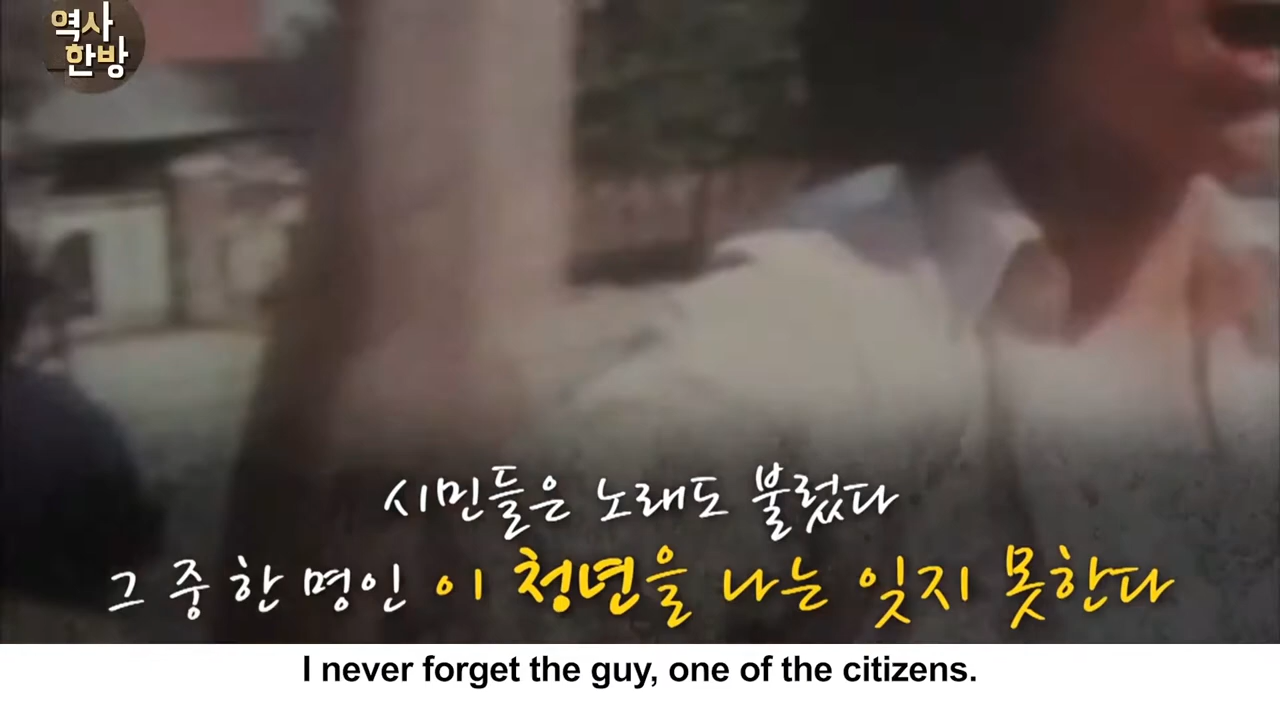 역사
한방
시민들은 노래도 불렀다
그 중 한 명인 이 청년을 나는 잊지 못한다
I never forget the guy, one of the citizens.